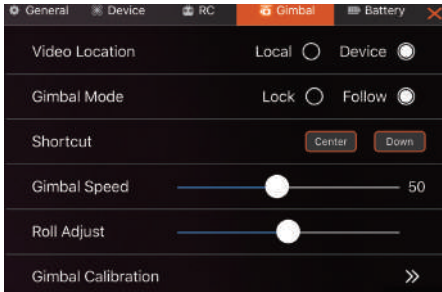 General Device RC Gimbal Battery
Video Location Local Device
Gimbal Mode Lock Follow
Shortcut Center Down
Gimbal Speed 50
Roll Adjust
Gimbal Calibration